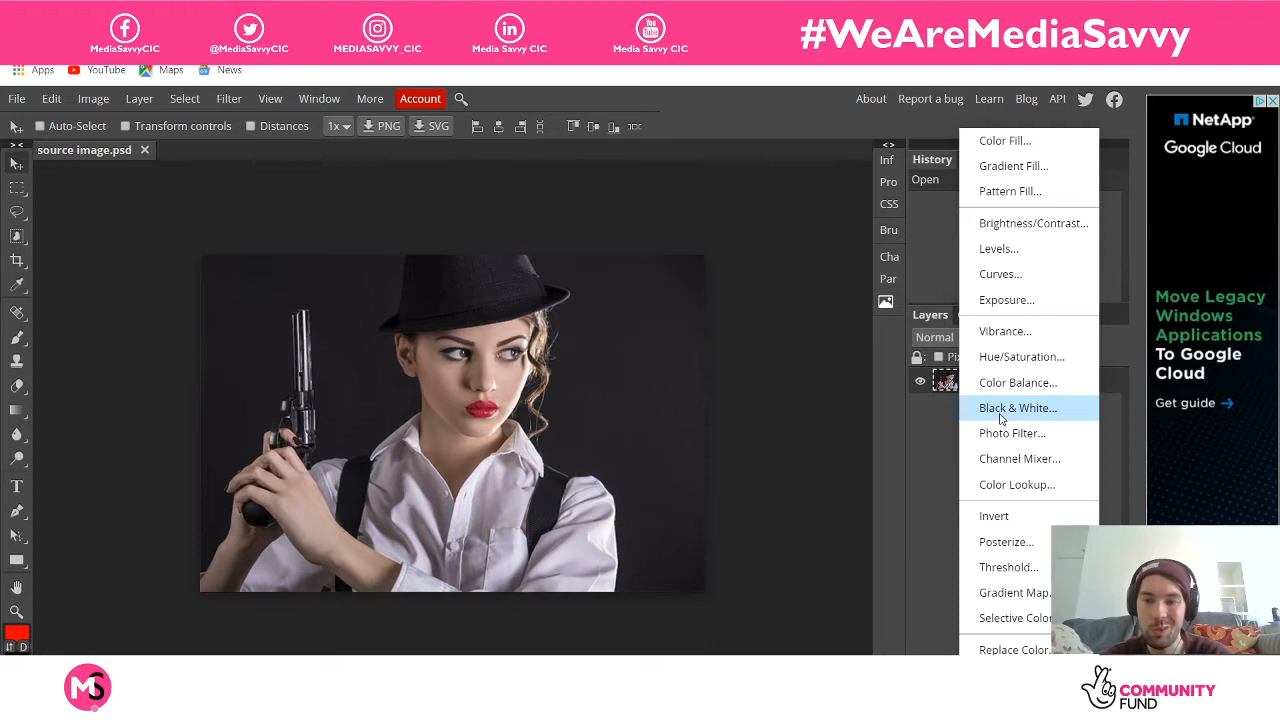 MediaSavvyCIC @MediaSavvyCIC MEDIASAVVY_CIC Media Savvy CIC You Tube Media Savvy CIC #WeAreMediaSavvy
Apps YouTube Maps News
File Edit Image Layer Select Filter View Window More Account About Report a bug Learn Blog API
Auto-Select Transform controls Distances 1x PNG SVG
source image.psd
Inf
Pro
CSS
Bru
Cha
Par
History
Open
Layers
Normal
Pix
Color Fill...
Gradient Fill...
Pattern Fill...
Brightness/Contrast...
Levels...
Curves...
Exposure...
Vibrance...
Hue/Saturation...
Color Balance...
Black & White...
Photo Filter...
Channel Mixer...
Color Lookup...
Invert
Posterize...
Threshold...
Gradient Map.
Selective Color
Replace Color..
NetApp
Google Cloud
Move Legacy
Windows
Applications
To Google
Cloud
Get guide
T
D
MS
COMMUNITY
FUND